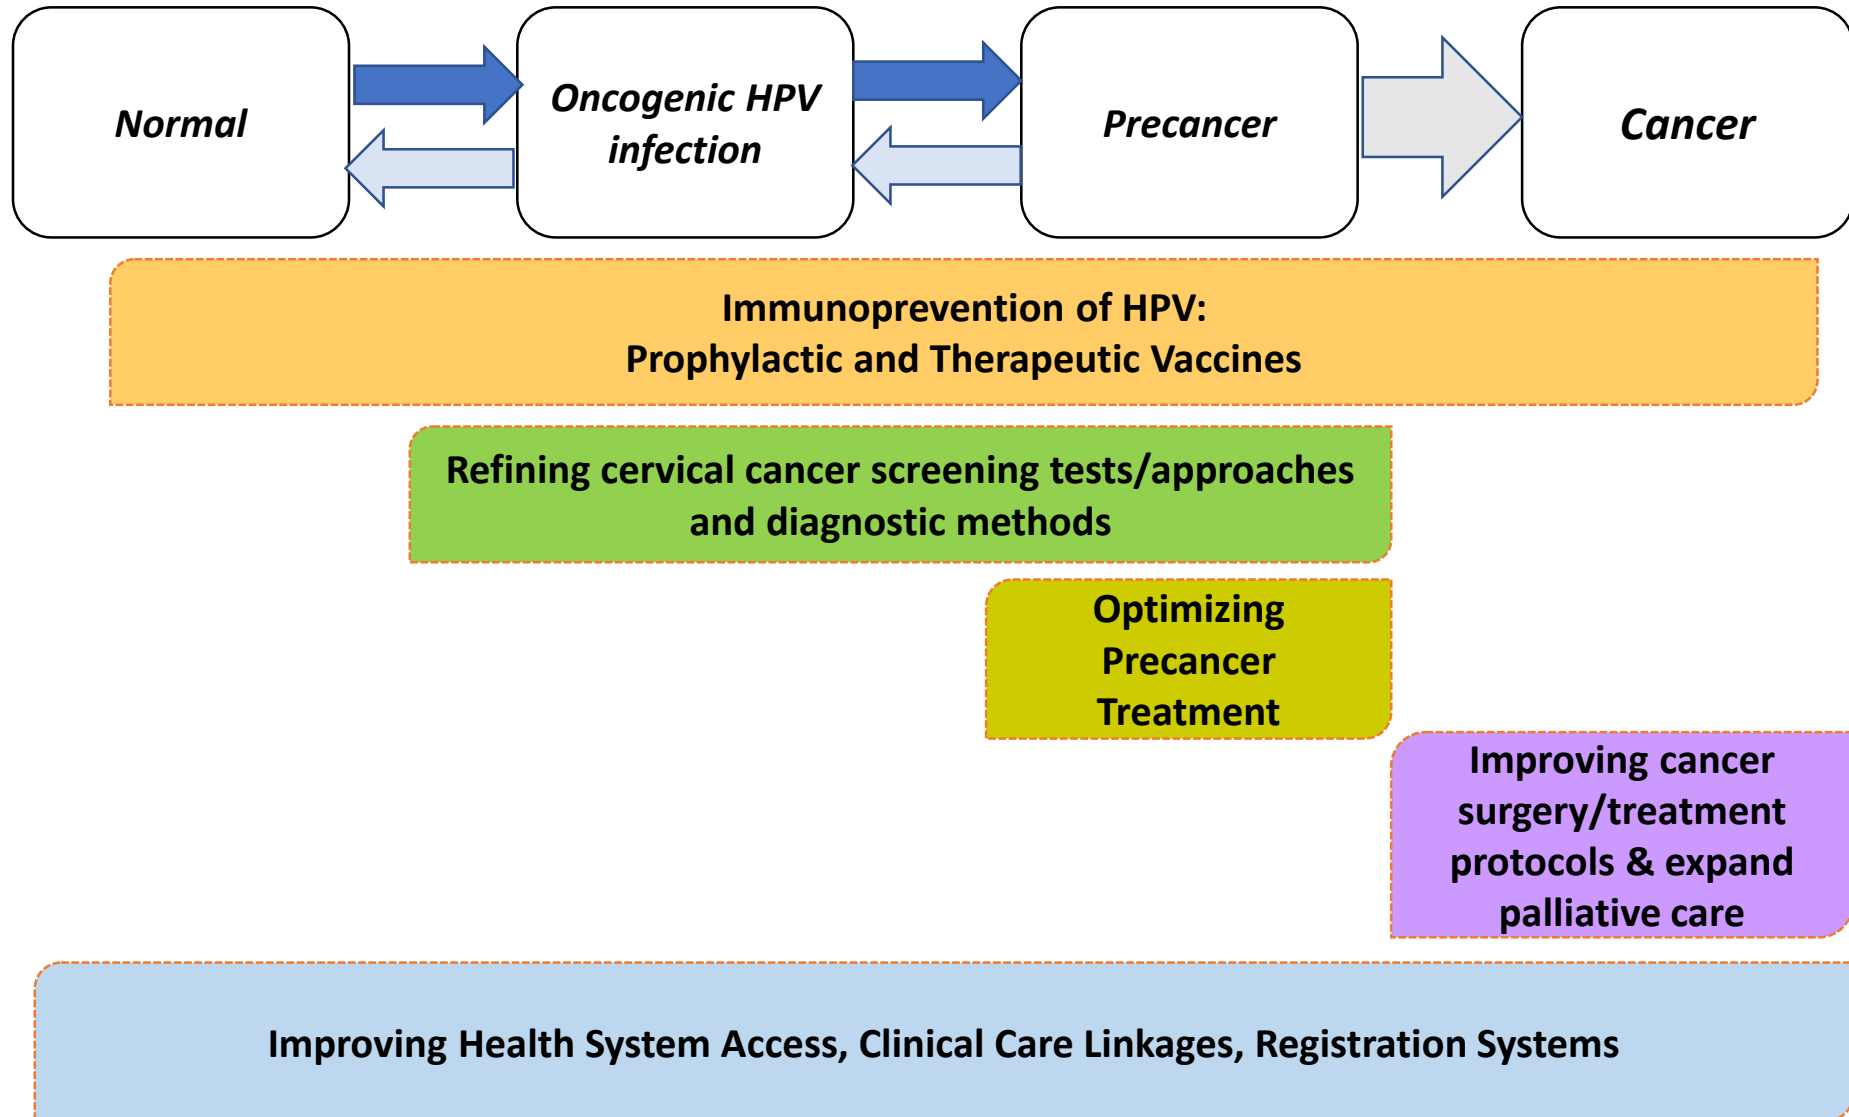 Normal
Oncogenic HPV
infection
Precancer
Cancer
Immunoprevention of HPV:
Prophylactic and Therapeutic Vaccines
Refining cervical cancer screening tests/approaches
and diagnostic methods
Optimizing
Precancer
Treatment
Improving cancer
surgery/treatment
protocols & expand
palliative care
Improving Health System Access, Clinical Care Linkages, Registration Systems